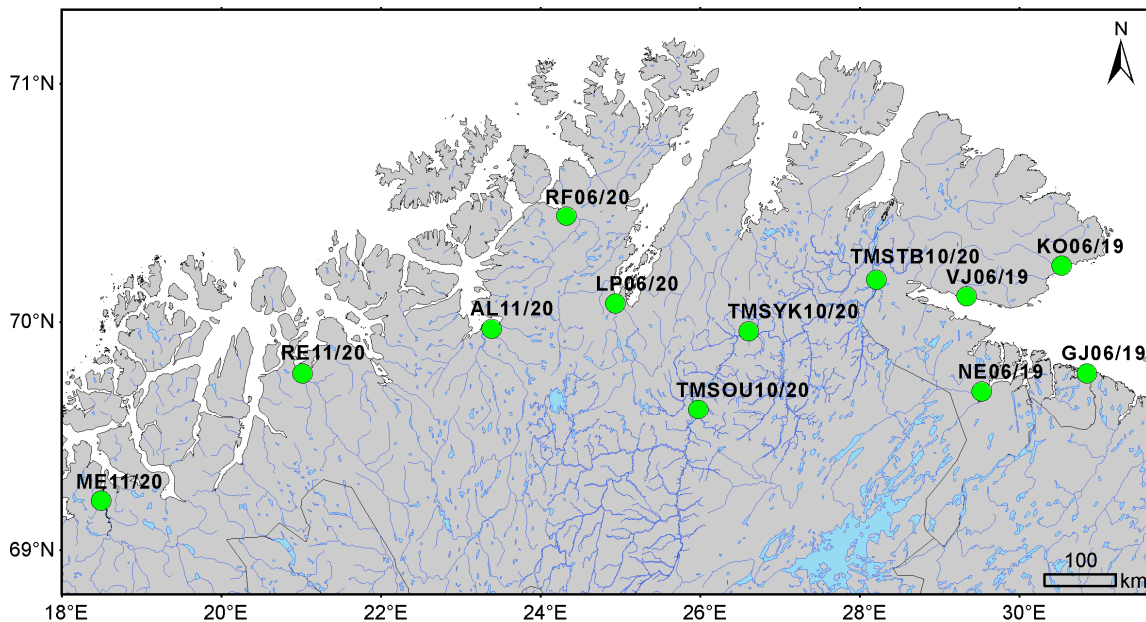 N
71°N
RF06/20
KO06/19
TMSTB10/20
VJ06/19
LP06/20
AL11/20
TMSYK10/20
70°N
RE11/20
GJ06/19
NE06/19
TMSOU10/20
ME11/20
69°N
100
km
18°E 20°E 22°E 24°E 26°E 28°E 30°E